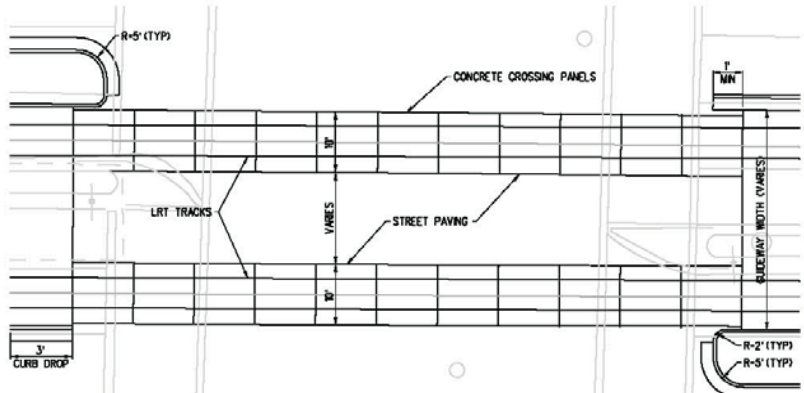 R=5' (TYP)
1'
MIN
CONCRETE CROSSING PANELS
10'
LRT TRACKS
VARIES
STREET PAVING
GUIDEWAY WIDTH (VARIES)
10'
3'
CURB DROP
R=2' (TYP)
R=5' (TYP)